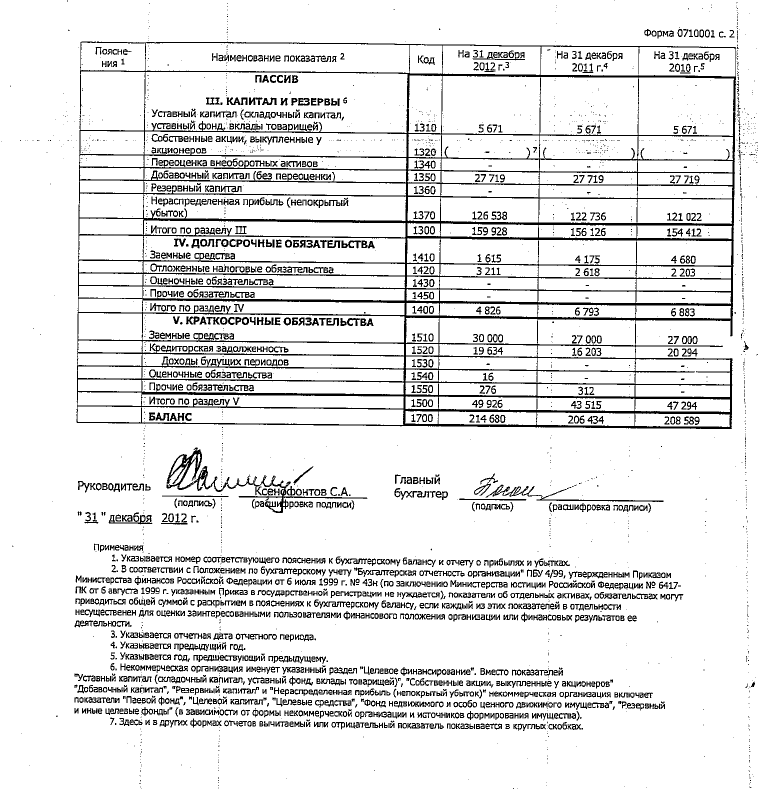 Форма 0710001 с. 2
Поясне-
ния 1 Наименование показателя 2 Код На 31 декабря
2012 г.3 На 31 декабря
2011 г.4 На 31 декабря
2010 г.5
ПАССИВ
III. КАПИТАЛ И РЕЗЕРВЫ 6
Уставный капитал (складочный капитал,
уставный фонд, вклады товарищей) 1310 5 671 5 671 5 671
Собственные акции, выкупленные у
акционеров 1320 ( - ) 7 ( - ) ( - )
Переоценка внеоборотных активов 1340 - - -
Добавочный капитал (без переоценки) 1350 27 719 27 719 27 719
Резервный капитал 1360 - - -
Нераспределенная прибыль (непокрытый
убыток) 1370 126 538 122 736 121 022
Итого по разделу III 1300 159 928 156 126 154 412
IV. ДОЛГОСРОЧНЫЕ ОБЯЗАТЕЛЬСТВА
Заемные средства 1410 1 615 4 175 4 680
Отложенные налоговые обязательства 1420 3 211 2 618 2 203
Оценочные обязательства 1430 - - -
Прочие обязательства 1450 - - -
Итого по разделу IV 1400 4 826 6 793 6 883
V. КРАТКОСРОЧНЫЕ ОБЯЗАТЕЛЬСТВА
Заемные средства 1510 30 000 27 000 27 000
Кредиторская задолженность 1520 19 634 16 203 20 294
Доходы будущих периодов 1530 - - -
Оценочные обязательства 1540 16 - -
Прочие обязательства 1550 276 312 -
Итого по разделу V 1500 49 926 43 515 47 294
БАЛАНС 1700 214 680 206 434 208 589
Руководитель Ксенофонтов С.А. Главный
бухгалтер
(подпись) (расшифровка подписи) (подпись) (расшифровка подписи)
" 31 " декабря 2012 г.
Примечания
1. Указывается номер соответствующего пояснения к бухгалтерскому балансу и отчету о прибылях и убытках.
2. В соответствии с Положением по бухгалтерскому учету "Бухгалтерская отчетность организации" ПБУ 4/99, утвержденным Приказом
Министерства финансов Российской Федерации от 6 июля 1999 г. № 43н (по заключению Министерства юстиции Российской Федерации № 6417-
ПК от 6 августа 1999 г. указанным Приказ в государственной регистрации не нуждается), показатели об отдельных активах, обязательствах могут
приводиться общей суммой с раскрытием в пояснениях к бухгалтерскому балансу, если каждый из этих показателей в отдельности
несущественен для оценки заинтересованными пользователями финансового положения организации или финансовых результатов ее
деятельности.
3. Указывается отчетная дата отчетного периода.
4. Указывается предыдущий год.
5. Указывается год, предшествующий предыдущему.
6. Некоммерческая организация именует указанный раздел "Целевое финансирование". Вместо показателей
"Уставный капитал (складочный капитал, уставный фонд, вклады товарищей)", "Собственные акции, выкупленные у акционеров"
"Добавочный капитал", "Резервный капитал" и "Нераспределенная прибыль (непокрытый убыток)" некоммерческая организация включает
показатели "Паевой фонд", "Целевой капитал", "Целевые средства", "Фонд недвижимого и особо ценного движимого имущества", "Резервный
и иные целевые фонды" (в зависимости от формы некоммерческой организации и источников формирования имущества).
7. Здесь и в других формах отчетов вычитаемый или отрицательный показатель показывается в круглых скобках.